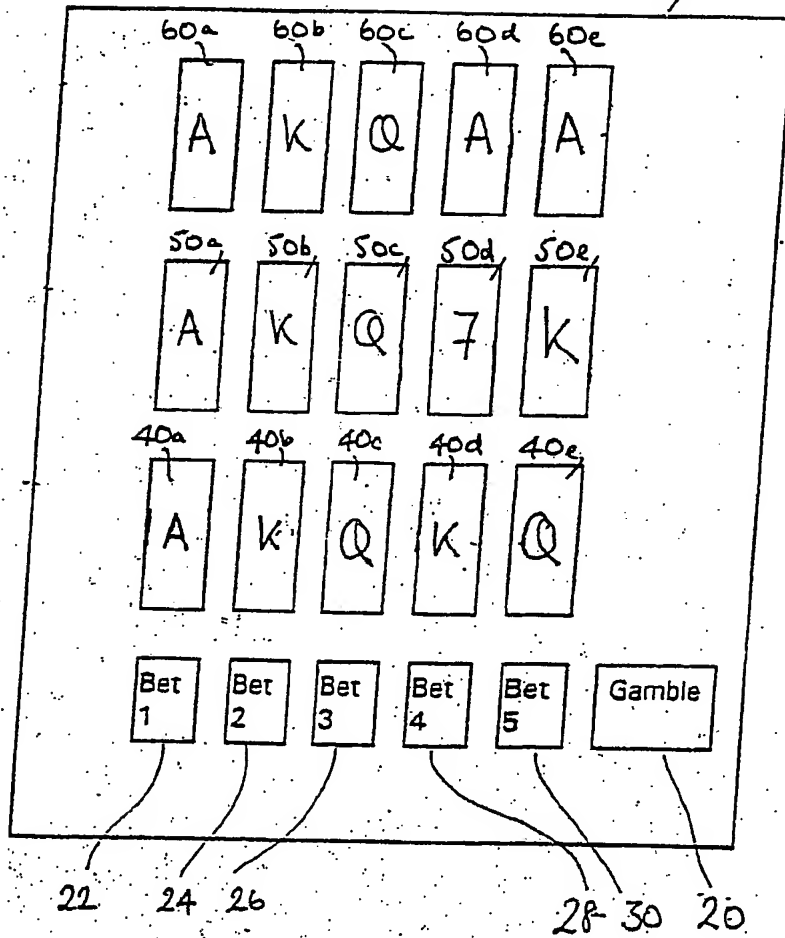 60a 60b 60c 60d 60e
A K Q A A
50a 50b 50c 50d 50e
A K Q 7 K
40a 40b 40c 40d 40e
A K Q K Q
Bet 1 Bet 2 Bet 3 Bet 4 Bet 5 Gamble
22 24 26 28 30 20